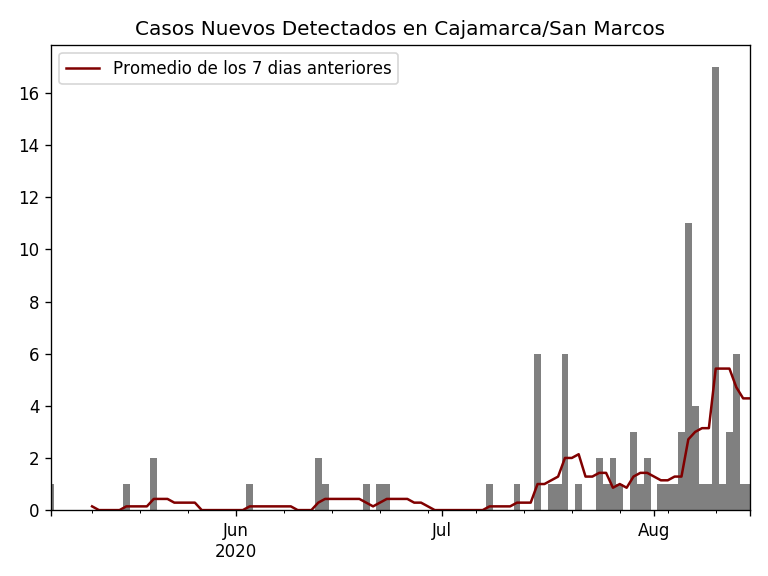 Casos Nuevos Detectados en Cajamarca/San Marcos
Promedio de los 7 dias anteriores
16
14
12
10
8
6
4
2
0
Jun
2020
Jul
Aug